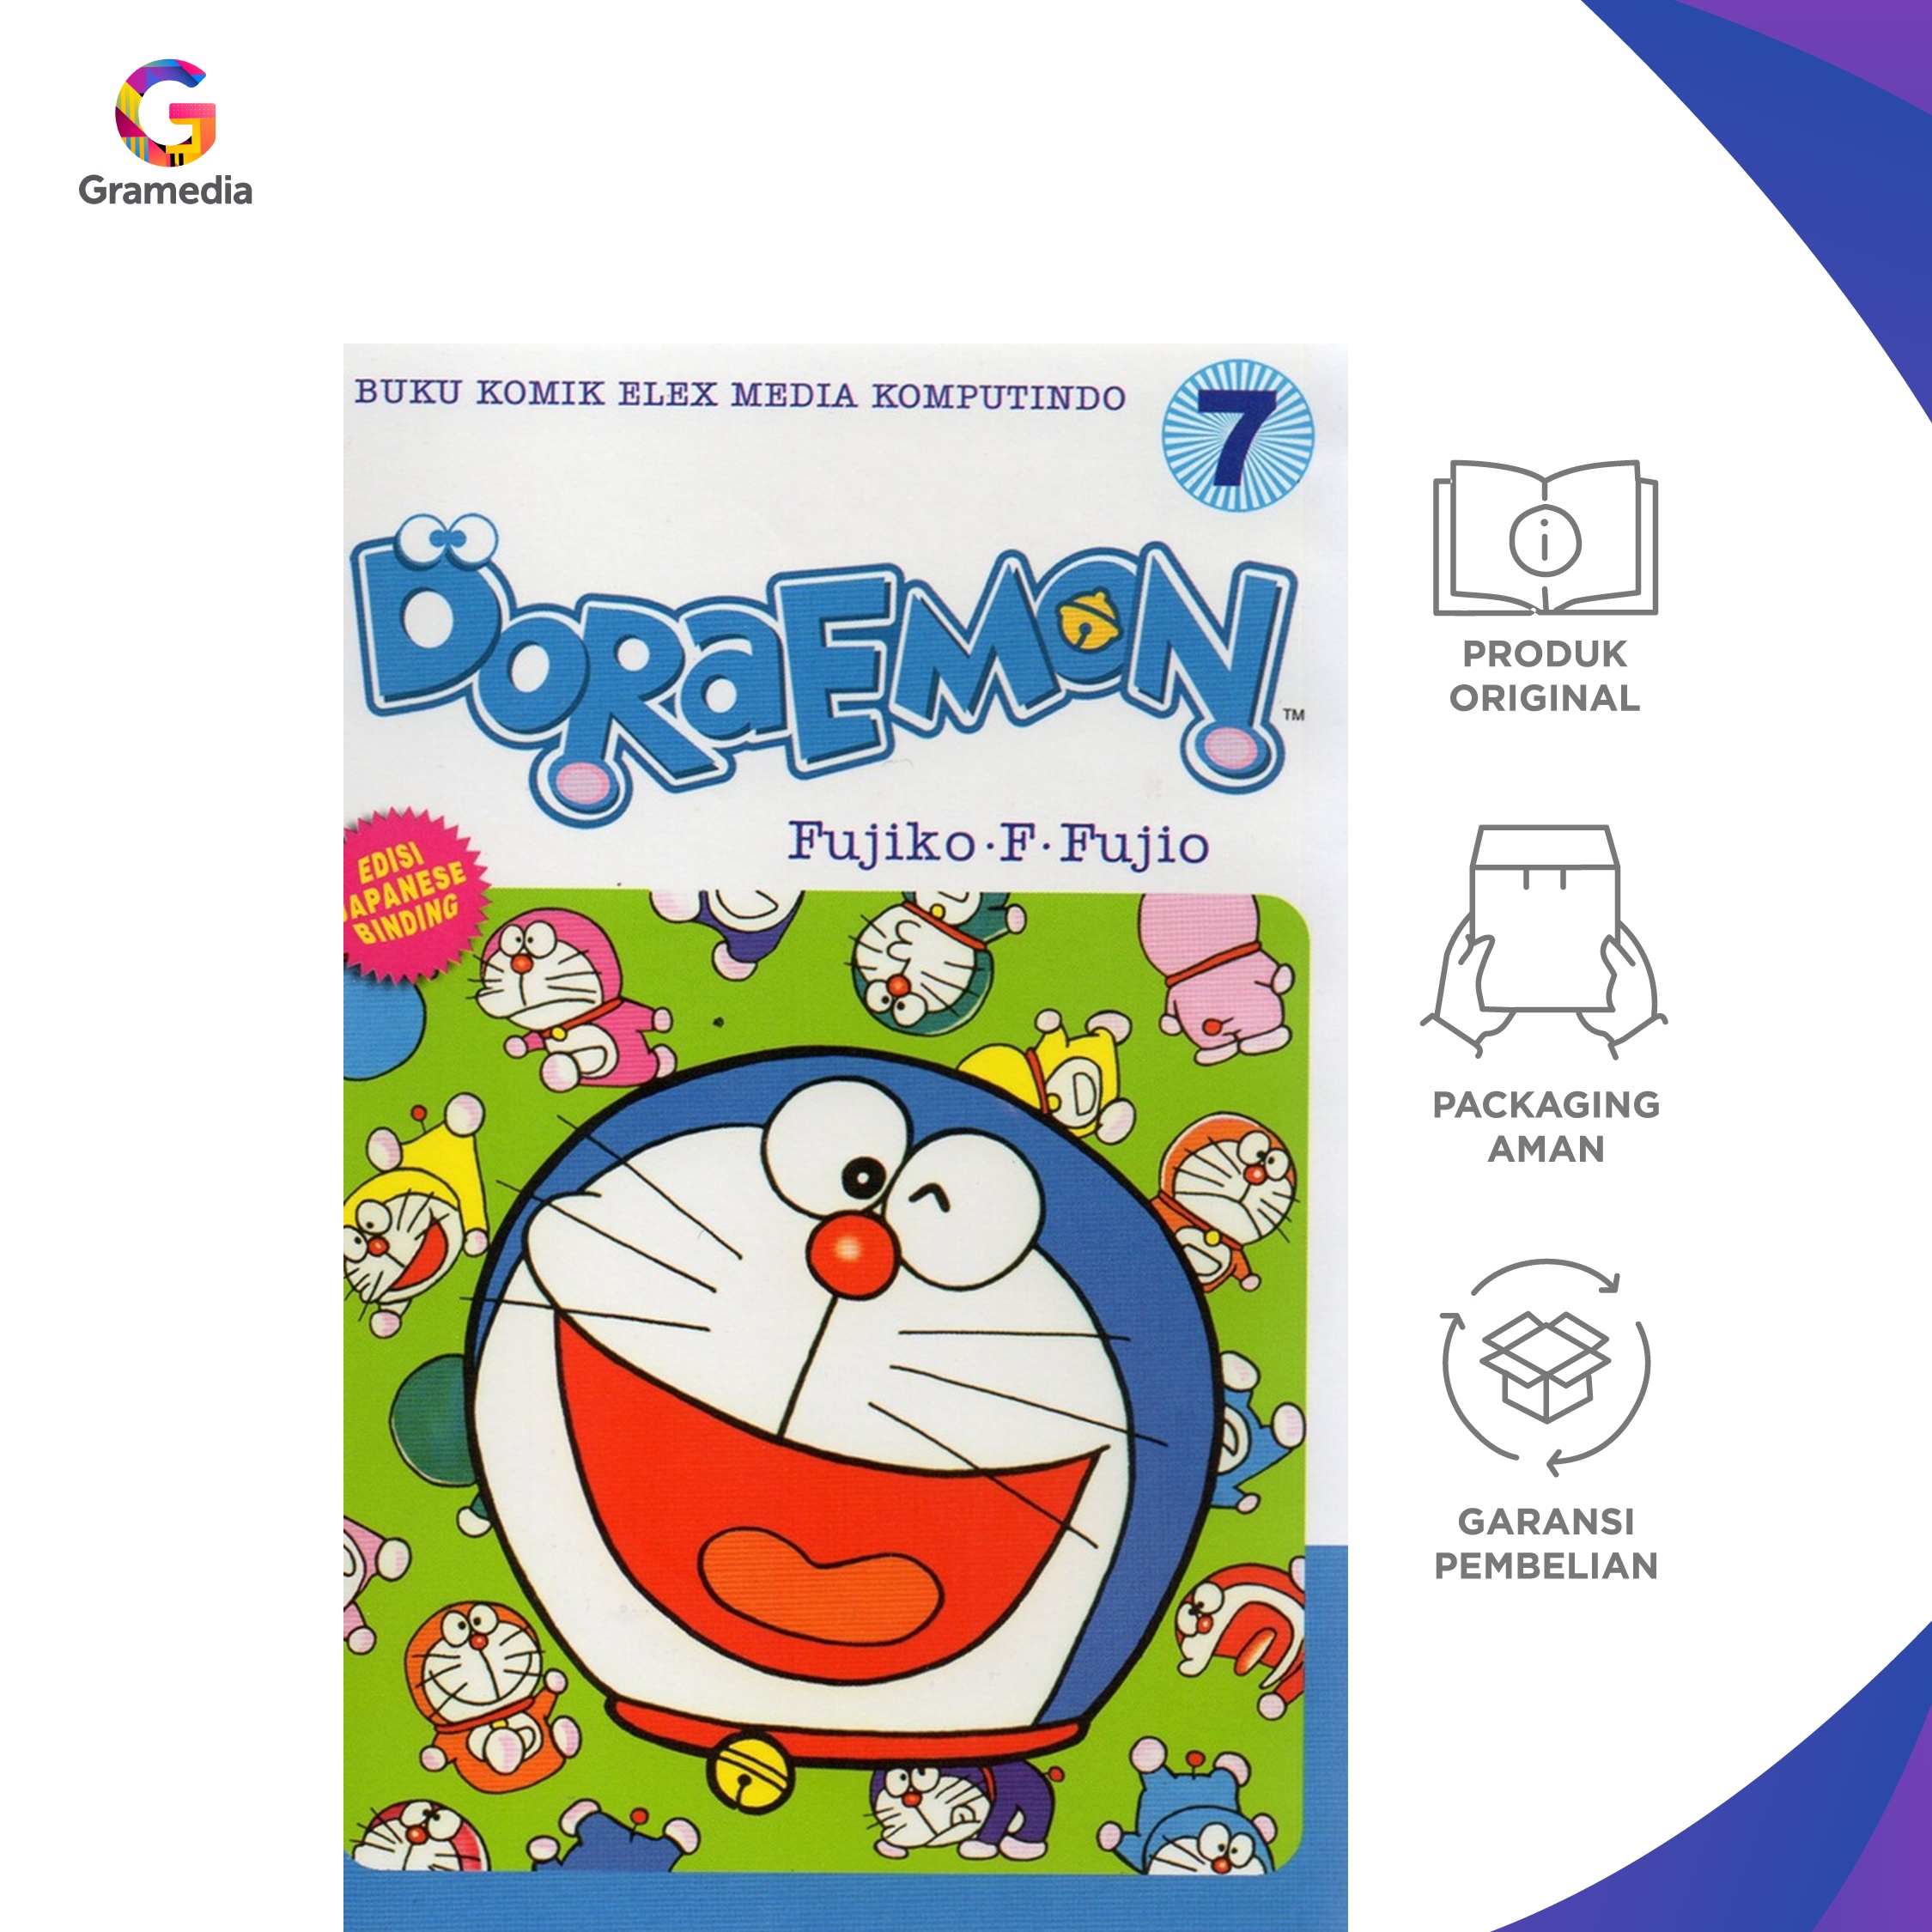 Gramedia
BUKU KOMIK ELEX MEDIA KOMPUTINDO
7
DORAEMON
TM
Fujiko·F·Fujio
EDISI
JAPANESE
BINDING
PRODUK
ORIGINAL
PACKAGING
AMAN
GARANSI
PEMBELIAN